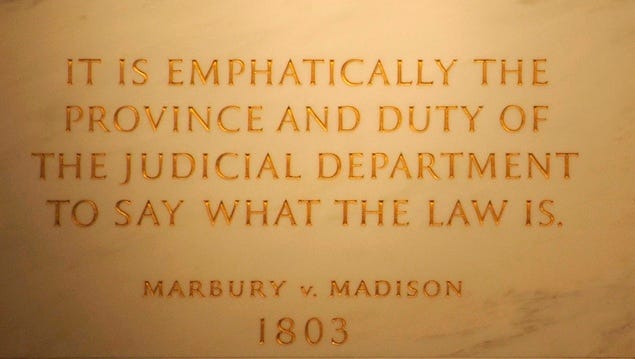 IT IS EMPHATICALLY THE
PROVINCE AND DUTY OF
THE JUDICIAL DEPARTMENT
TO SAY WHAT THE LAW IS.
MARBURY v. MADISON
1803